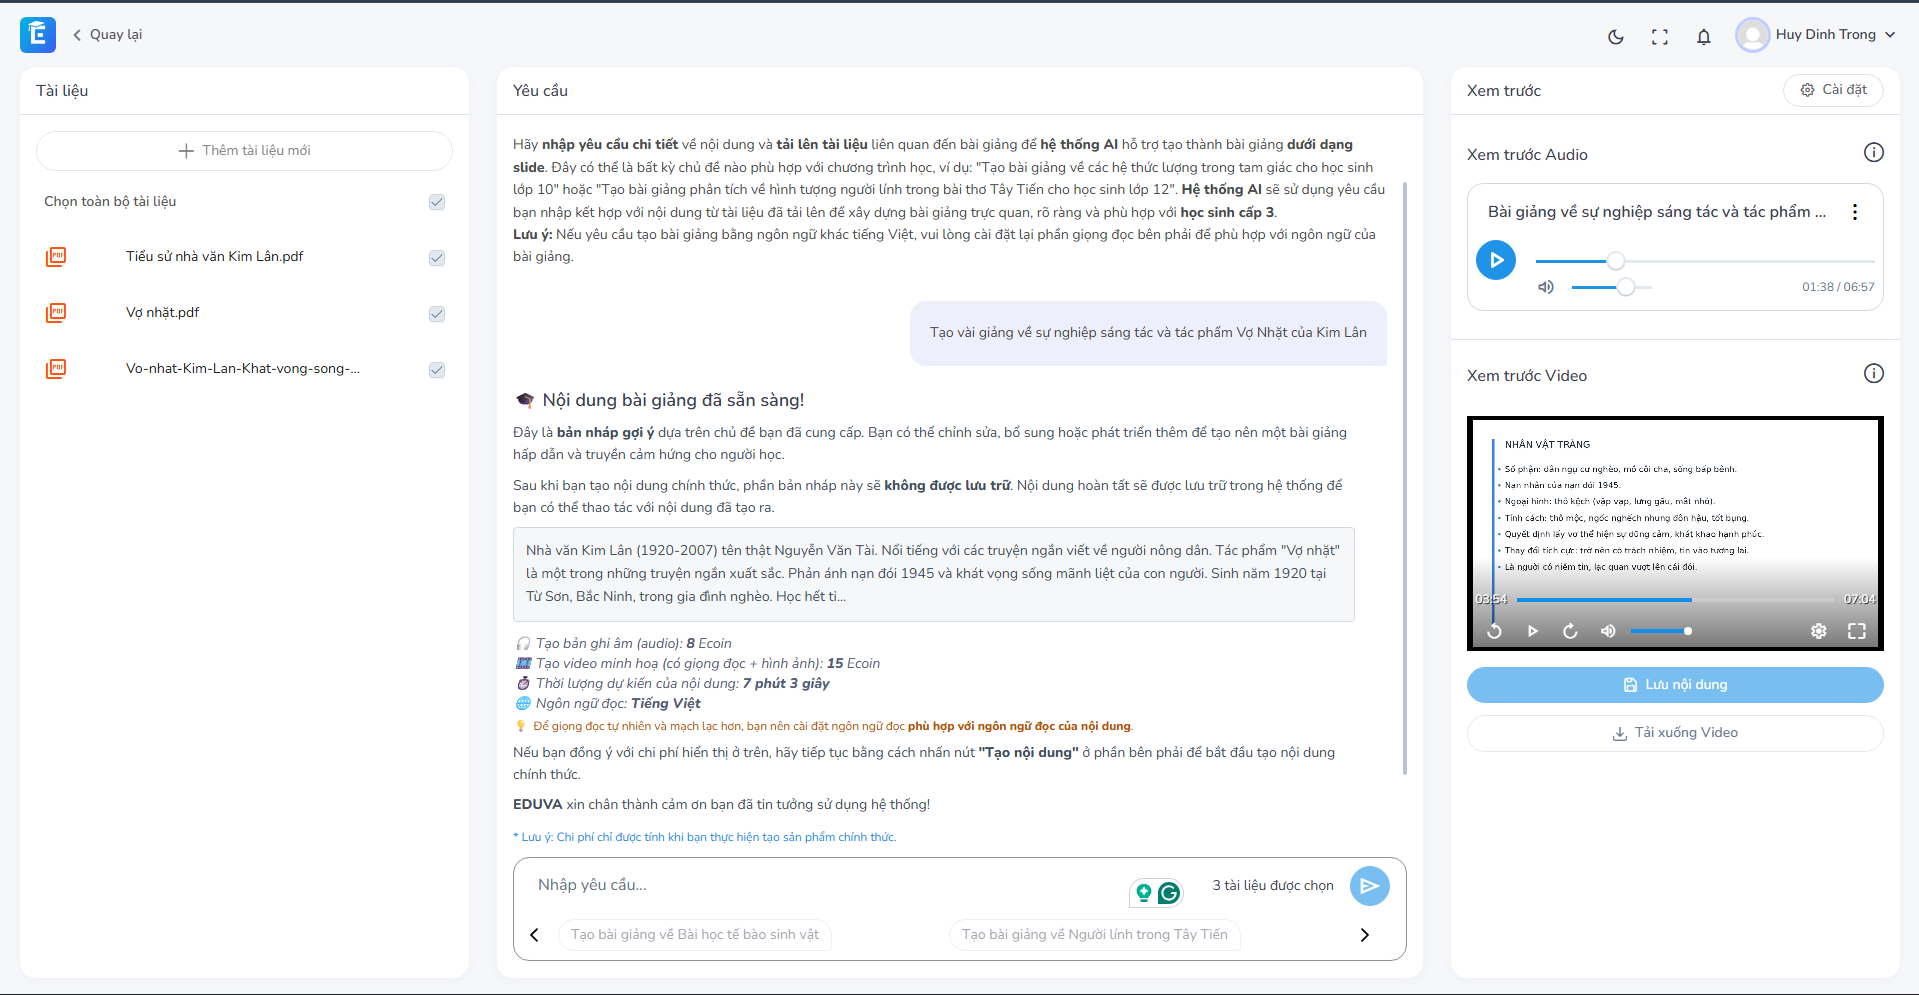 Quay lại
Huy Dinh Trong
Tài liệu
Thêm tài liệu mới
Chọn toàn bộ tài liệu
Tiểu sử nhà văn Kim Lân.pdf
Vợ nhặt.pdf
Vo-nhat-Kim-Lan-Khat-vong-song-...
Yêu cầu
Hãy nhập yêu cầu chi tiết về nội dung và tải lên tài liệu liên quan đến bài giảng để hệ thống AI hỗ trợ tạo thành bài giảng dưới dạng
slide. Đây có thể là bất kỳ chủ đề nào phù hợp với chương trình học, ví dụ: "Tạo bài giảng về các hệ thức lượng trong tam giác cho học sinh
lớp 10" hoặc "Tạo bài giảng phân tích về hình tượng người lính trong bài thơ Tây Tiến cho học sinh lớp 12". Hệ thống AI sẽ sử dụng yêu cầu
bạn nhập kết hợp với nội dung từ tài liệu đã tải lên để xây dựng bài giảng trực quan, rõ ràng và phù hợp với học sinh cấp 3.
Lưu ý: Nếu yêu cầu tạo bài giảng bằng ngôn ngữ khác tiếng Việt, vui lòng cài đặt lại phần giọng đọc bên phải để phù hợp với ngôn ngữ của
bài giảng.
Tạo vài giảng về sự nghiệp sáng tác và tác phẩm Vợ Nhặt của Kim Lân
Nội dung bài giảng đã sẵn sàng!
Đây là bản nháp gợi ý dựa trên chủ đề bạn đã cung cấp. Bạn có thể chỉnh sửa, bổ sung hoặc phát triển thêm để tạo nên một bài giảng
hấp dẫn và truyền cảm hứng cho người học.
Sau khi bạn tạo nội dung chính thức, phần bản nháp này sẽ không được lưu trữ. Nội dung hoàn tất sẽ được lưu trữ trong hệ thống để
bạn có thể thao tác với nội dung đã tạo ra.
Nhà văn Kim Lân (1920-2007) tên thật Nguyễn Văn Tài. Nổi tiếng với các truyện ngắn viết về người nông dân. Tác phẩm "Vợ nhặt"
là một trong những truyện ngắn xuất sắc. Phản ánh nạn đói 1945 và khát vọng sống mãnh liệt của con người. Sinh năm 1920 tại
Từ Sơn, Bắc Ninh, trong gia đình nghèo. Học hết ti...
Tạo bản ghi âm (audio): 8 Ecoin
Tạo video minh hoạ (có giọng đọc + hình ảnh): 15 Ecoin
Thời lượng dự kiến của nội dung: 7 phút 3 giây
Ngôn ngữ đọc: Tiếng Việt
Để giọng đọc tự nhiên và mạch lạc hơn, bạn nên cài đặt ngôn ngữ đọc phù hợp với ngôn ngữ đọc của nội dung.
Nếu bạn đồng ý với chi phí hiển thị ở trên, hãy tiếp tục bằng cách nhấn nút "Tạo nội dung" ở phần bên phải để bắt đầu tạo nội dung
chính thức.
EDUVA xin chân thành cảm ơn bạn đã tin tưởng sử dụng hệ thống!
* Lưu ý: Chi phí chỉ được tính khi bạn thực hiện tạo sản phẩm chính thức.
Nhập yêu cầu...
3 tài liệu được chọn
Tạo bài giảng về Bài học tế bào sinh vật
Tạo bài giảng về Người lính trong Tây Tiến
Xem trước
Cài đặt
Xem trước Audio
Bài giảng về sự nghiệp sáng tác và tác phẩm ...
01:38 / 06:57
Xem trước Video
NHÂN VẬT TRÀNG
• Số phận: dân ngụ cư nghèo, mồ côi cha, sống bấp bênh.
• Nạn nhân của nạn đói 1945.
• Ngoại hình: thô kệch (vập vạp, lưng gấu, mắt nhỏ).
• Tính cách: thô mộc, ngốc nghếch nhưng đôn hậu, tốt bụng.
• Quyết định lấy vợ thể hiện sự dũng cảm, khát khao hạnh phúc.
• Thay đổi tích cực: trở nên có trách nhiệm, tin vào tương lai.
• Là người có niềm tin, lạc quan vượt lên cái đói.
03:54
07:04
Lưu nội dung
Tải xuống Video